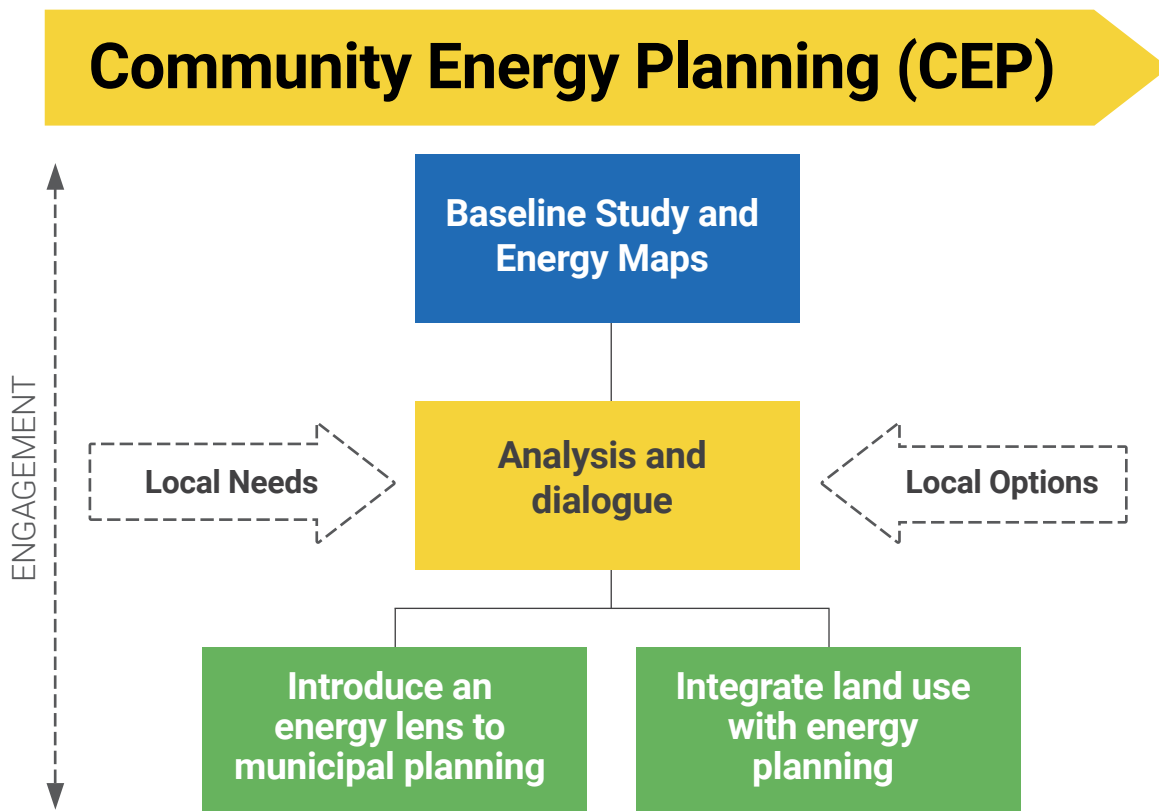 Community Energy Planning (CEP)
Baseline Study and
Energy Maps
ENGAGEMENT
Local Needs
Analysis and
dialogue
Local Options
Introduce an
energy lens to
municipal planning
Integrate land use
with energy
planning